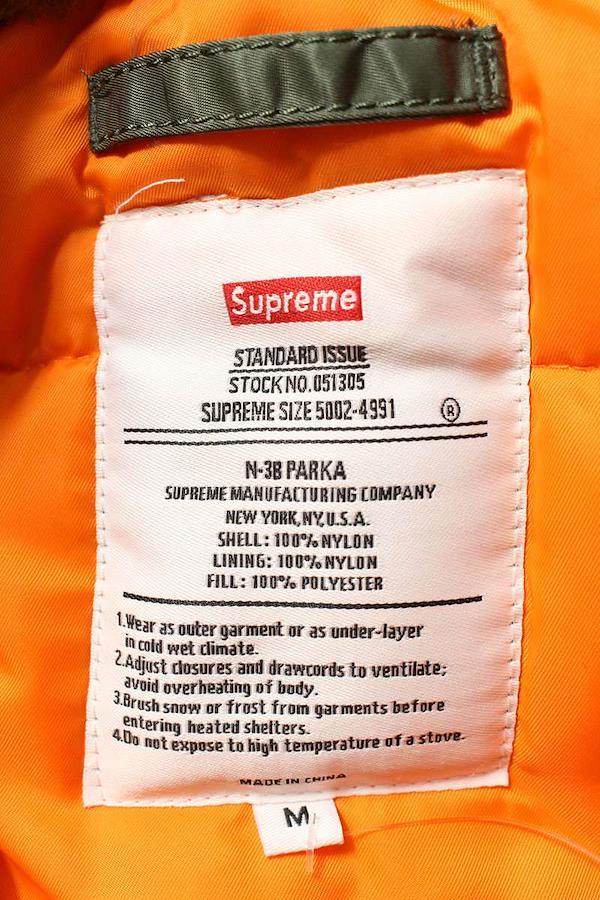 Supreme
STANDARD ISSUE
STOCK NO. 051305
SUPREME SIZE 5002-4991 ®
N-3B PARKA
SUPREME MANUFACTURING COMPANY
NEW YORK,NY,U.S.A.
SHELL: 100% NYLON
LINING: 100% NYLON
FILL: 100% POLYESTER
1.Wear as outer garment or as under-layer
in cold wet climate.
2.Adjust closures and drawcords to ventilate;
avoid overheating of body.
3.Brush snow or frost from garments before
entering heated shelters.
4.Do not expose to high temperature of a stove.
MADE IN CHINA
M